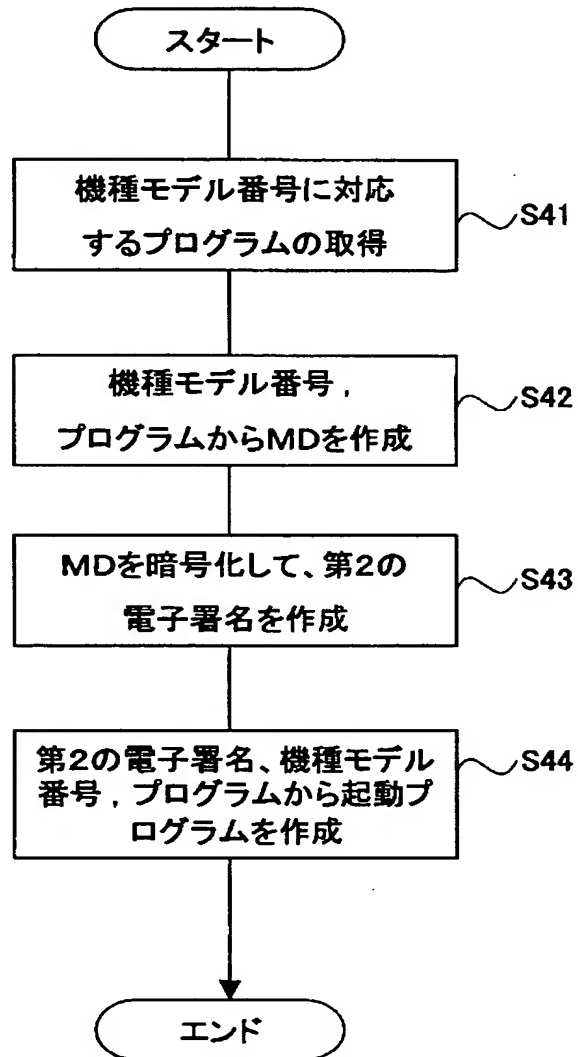 スタート
機種モデル番号に対応
するプログラムの取得
S41
機種モデル番号,
プログラムからMDを作成
S42
MDを暗号化して、第2の
電子署名を作成
S43
第2の電子署名、機種モデル
番号,プログラムから起動プ
ログラムを作成
S44
エンド